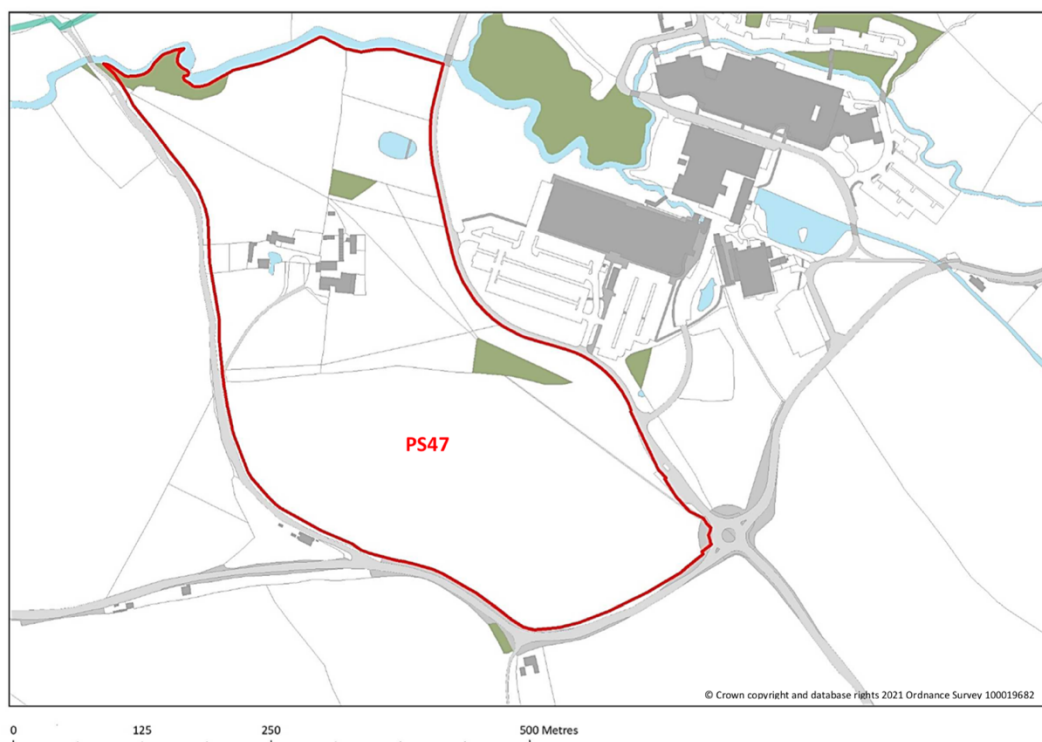 PS47
© Crown copyright and database rights 2021 Ordnance Survey 100019682
0 125 250 500 Metres